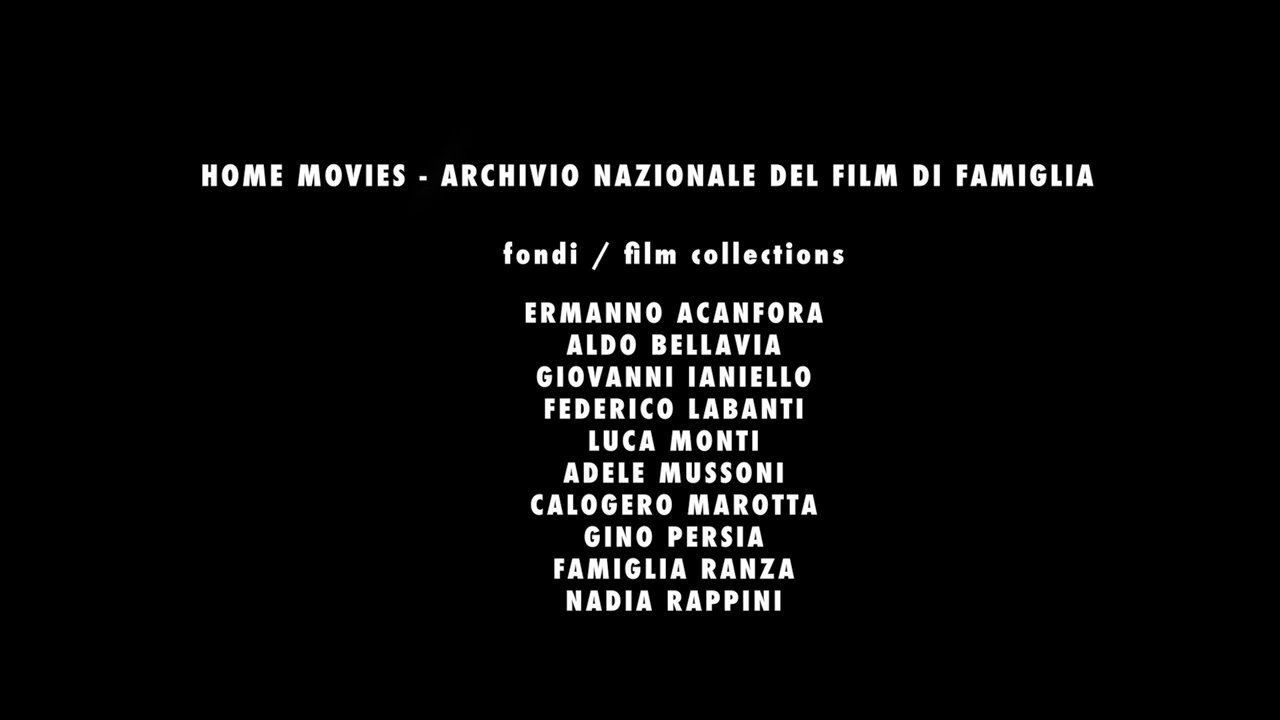 HOME MOVIES - ARCHIVIO NAZIONALE DEL FILM DI FAMIGLIA
fondi / film collections
ERMANNO ACANFORA
ALDO BELLAVIA
GIOVANNI IANIELLO
FEDERICO LABANTI
LUCA MONTI
ADELE MUSSONI
CALOGERO MAROTTA
GINO PERSIA
FAMIGLIA RANZA
NADIA RAPPINI